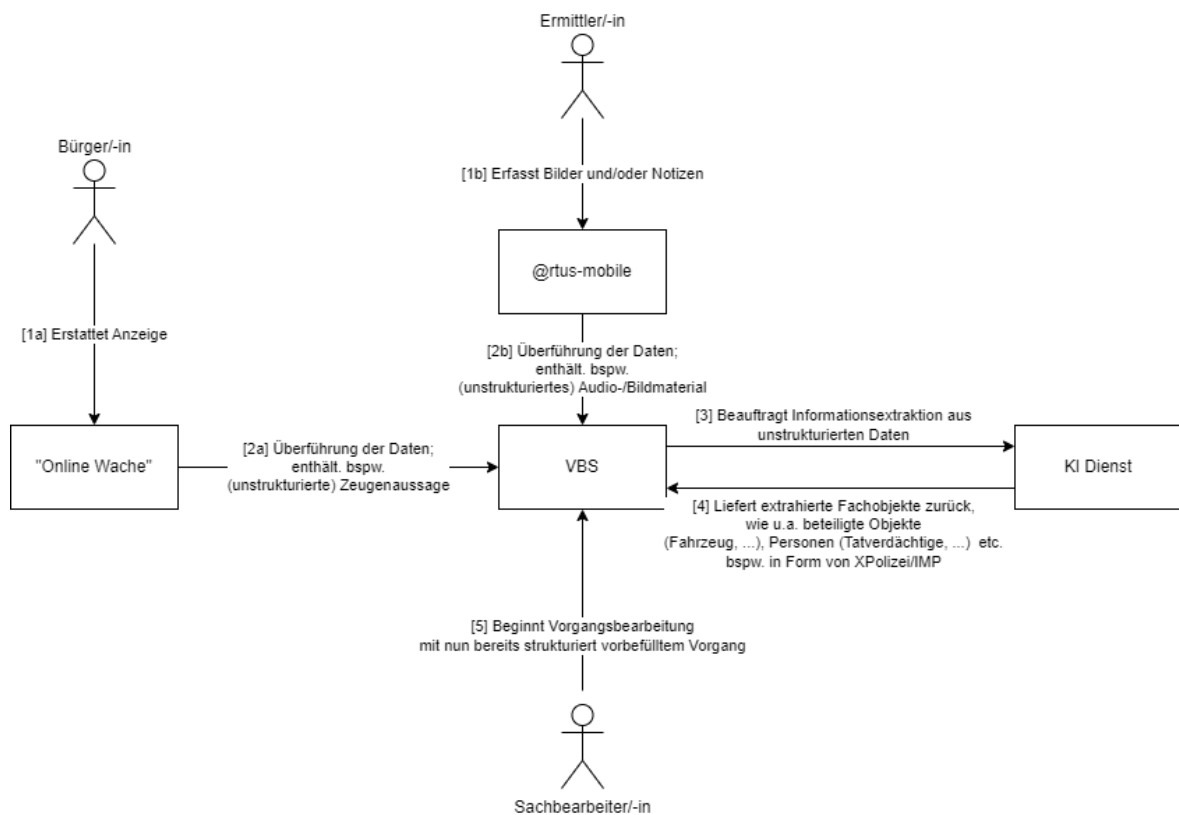 Ermittler/-in
Bürger/-in
[1b] Erfasst Bilder und/oder Notizen
@rtus-mobile
[1a] Erstattet Anzeige
[2b] Überführung der Daten;
enthält. bspw.
(unstrukturiertes) Audio-/Bildmaterial
[3] Beauftragt Informationsextraktion aus
unstrukturierten Daten
"Online Wache"
[2a] Überführung der Daten;
enthält. bspw.
(unstrukturierte) Zeugenaussage
VBS
KI Dienst
[4] Liefert extrahierte Fachobjekte zurück,
wie u.a. beteiligte Objekte
(Fahrzeug, ...), Personen (Tatverdächtige, ...) etc.
bspw. in Form von XPolizei/IMP
[5] Beginnt Vorgangsbearbeitung
mit nun bereits strukturiert vorbefülltem Vorgang
Sachbearbeiter/-in